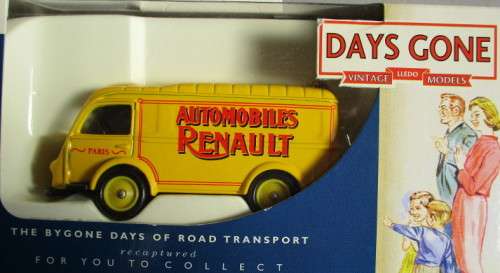 DAYS GONE
VINTAGE LLEDO MODELS
AUTOMOBILES
RENAULT
PARIS
THE BYGONE DAYS OF ROAD TRANSPORT
recaptured
FOR YOU TO COLLECT